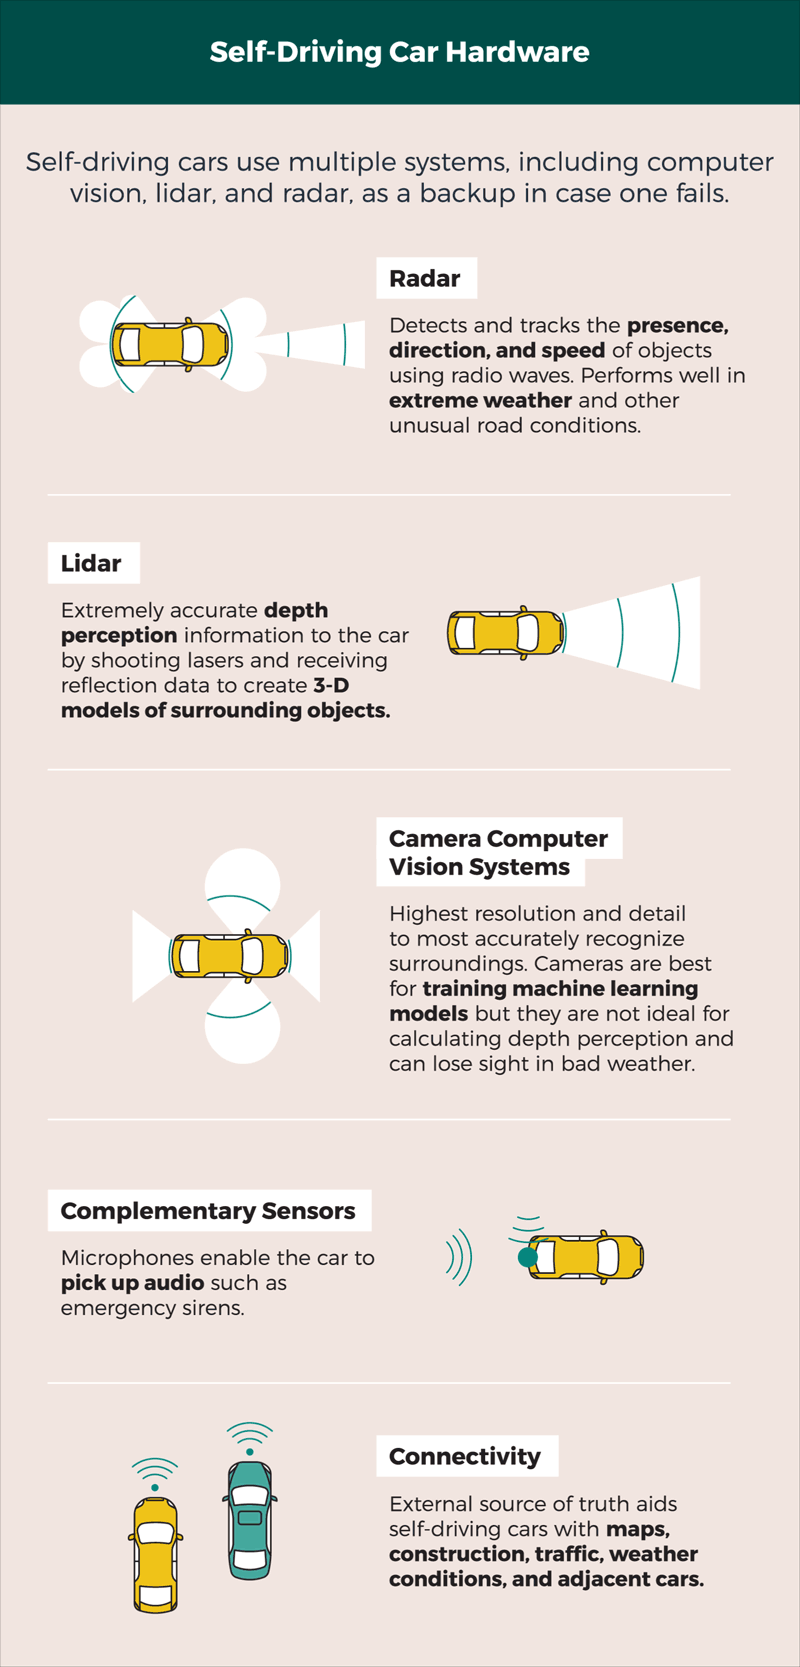 Self-Driving Car Hardware
Self-driving cars use multiple systems, including computer
vision, lidar, and radar, as a backup in case one fails.
Radar
Detects and tracks the presence,
direction, and speed of objects
using radio waves. Performs well in
extreme weather and other
unusual road conditions.
Lidar
Extremely accurate depth
perception information to the car
by shooting lasers and receiving
reflection data to create 3-D
models of surrounding objects.
Camera Computer
Vision Systems
Highest resolution and detail
to most accurately recognize
surroundings. Cameras are best
for training machine learning
models but they are not ideal for
calculating depth perception and
can lose sight in bad weather.
Complementary Sensors
Microphones enable the car to
pick up audio such as
emergency sirens.
Connectivity
External source of truth aids
self-driving cars with maps,
construction, traffic, weather
conditions, and adjacent cars.